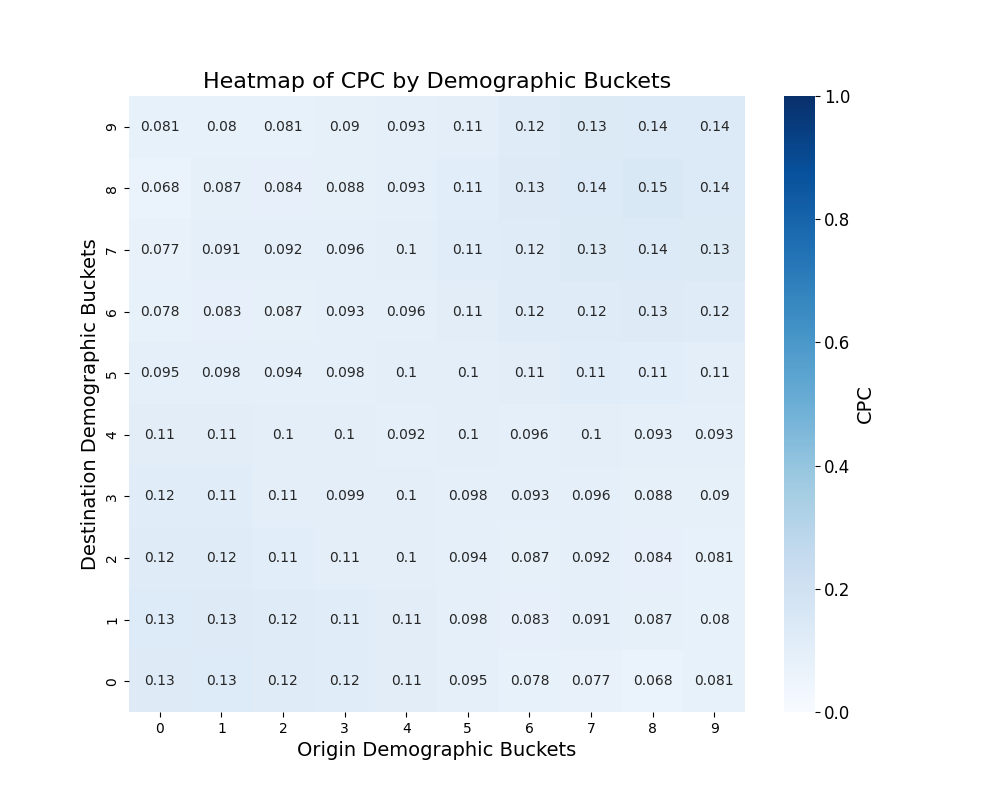 Heatmap of CPC by Demographic Buckets
9 0.081 0.08 0.081 0.09 0.093 0.11 0.12 0.13 0.14 0.14
8 0.068 0.087 0.084 0.088 0.093 0.11 0.13 0.14 0.15 0.14
7 0.077 0.091 0.092 0.096 0.1 0.11 0.12 0.13 0.14 0.13
6 0.078 0.083 0.087 0.093 0.096 0.11 0.12 0.12 0.13 0.12
5 0.095 0.098 0.094 0.098 0.1 0.1 0.11 0.11 0.11 0.11
4 0.11 0.11 0.1 0.1 0.092 0.1 0.096 0.1 0.093 0.093
3 0.12 0.11 0.11 0.099 0.1 0.098 0.093 0.096 0.088 0.09
2 0.12 0.12 0.11 0.11 0.1 0.094 0.087 0.092 0.084 0.081
1 0.13 0.13 0.12 0.11 0.11 0.098 0.083 0.091 0.087 0.08
0 0.13 0.13 0.12 0.12 0.11 0.095 0.078 0.077 0.068 0.081
0 1 2 3 4 5 6 7 8 9
Origin Demographic Buckets
Destination Demographic Buckets
1.0
0.8
0.6
0.4
0.2
0.0
CPC